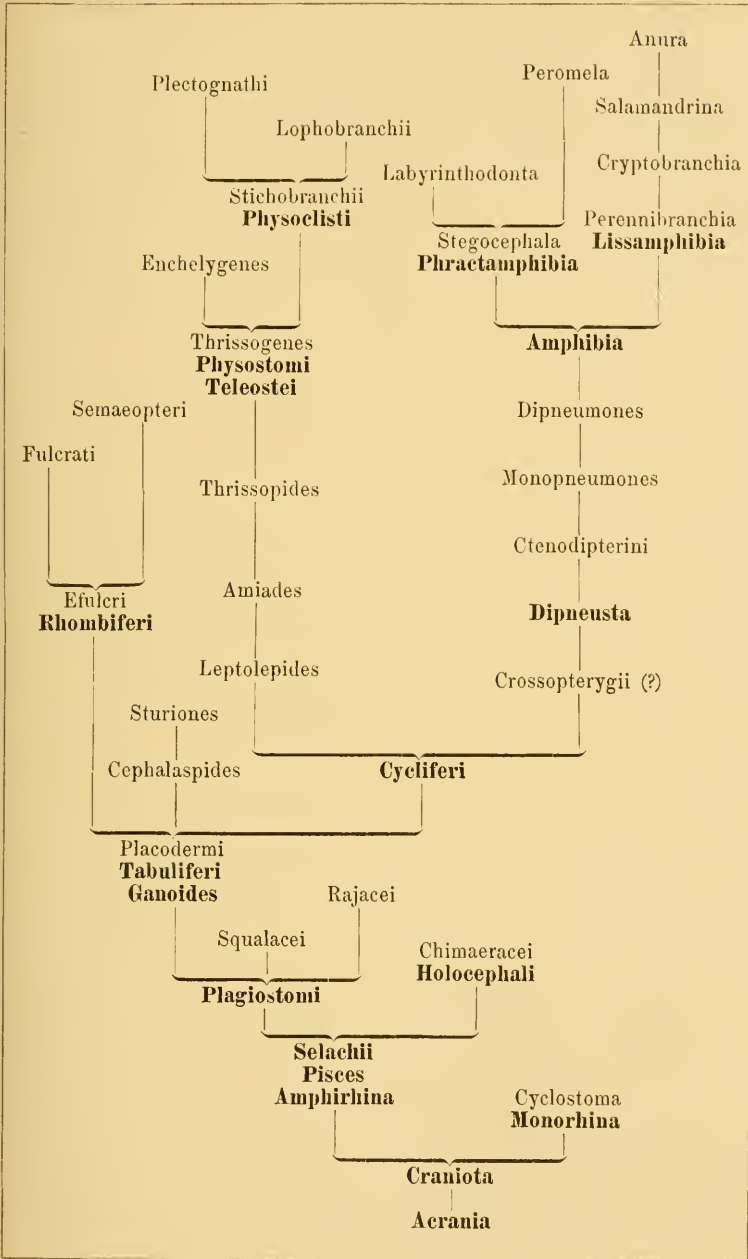 Anura
Peromela
Plectognathi
Salamandrina
Lophobranchii
Cryptobranchia
Labyrinthodonta
Stichobranchii
Physoclisti
Perennibranchia
Lissamphibia
Stegocephala
Phractamphibia
Enchelygenes
Thrissogenes
Physostomi
Teleostei
Amphibia
Semaeopteri
Dipneumones
Fulcrati
Thrissopides
Monopneumones
Ctenodipterini
Amiades
Efulcri
Rhombiferi
Dipneusta
Leptolepides
Crossopterygii (?)
Sturiones
Cephalaspides
Cycliferi
Placodermi
Tabuliferi
Ganoides
Rajacei
Squalacei
Chimaeracei
Holocephali
Plagiostomi
Selachii
Pisces
Amphirhina
Cyclostoma
Monorhina
Craniota
Acrania